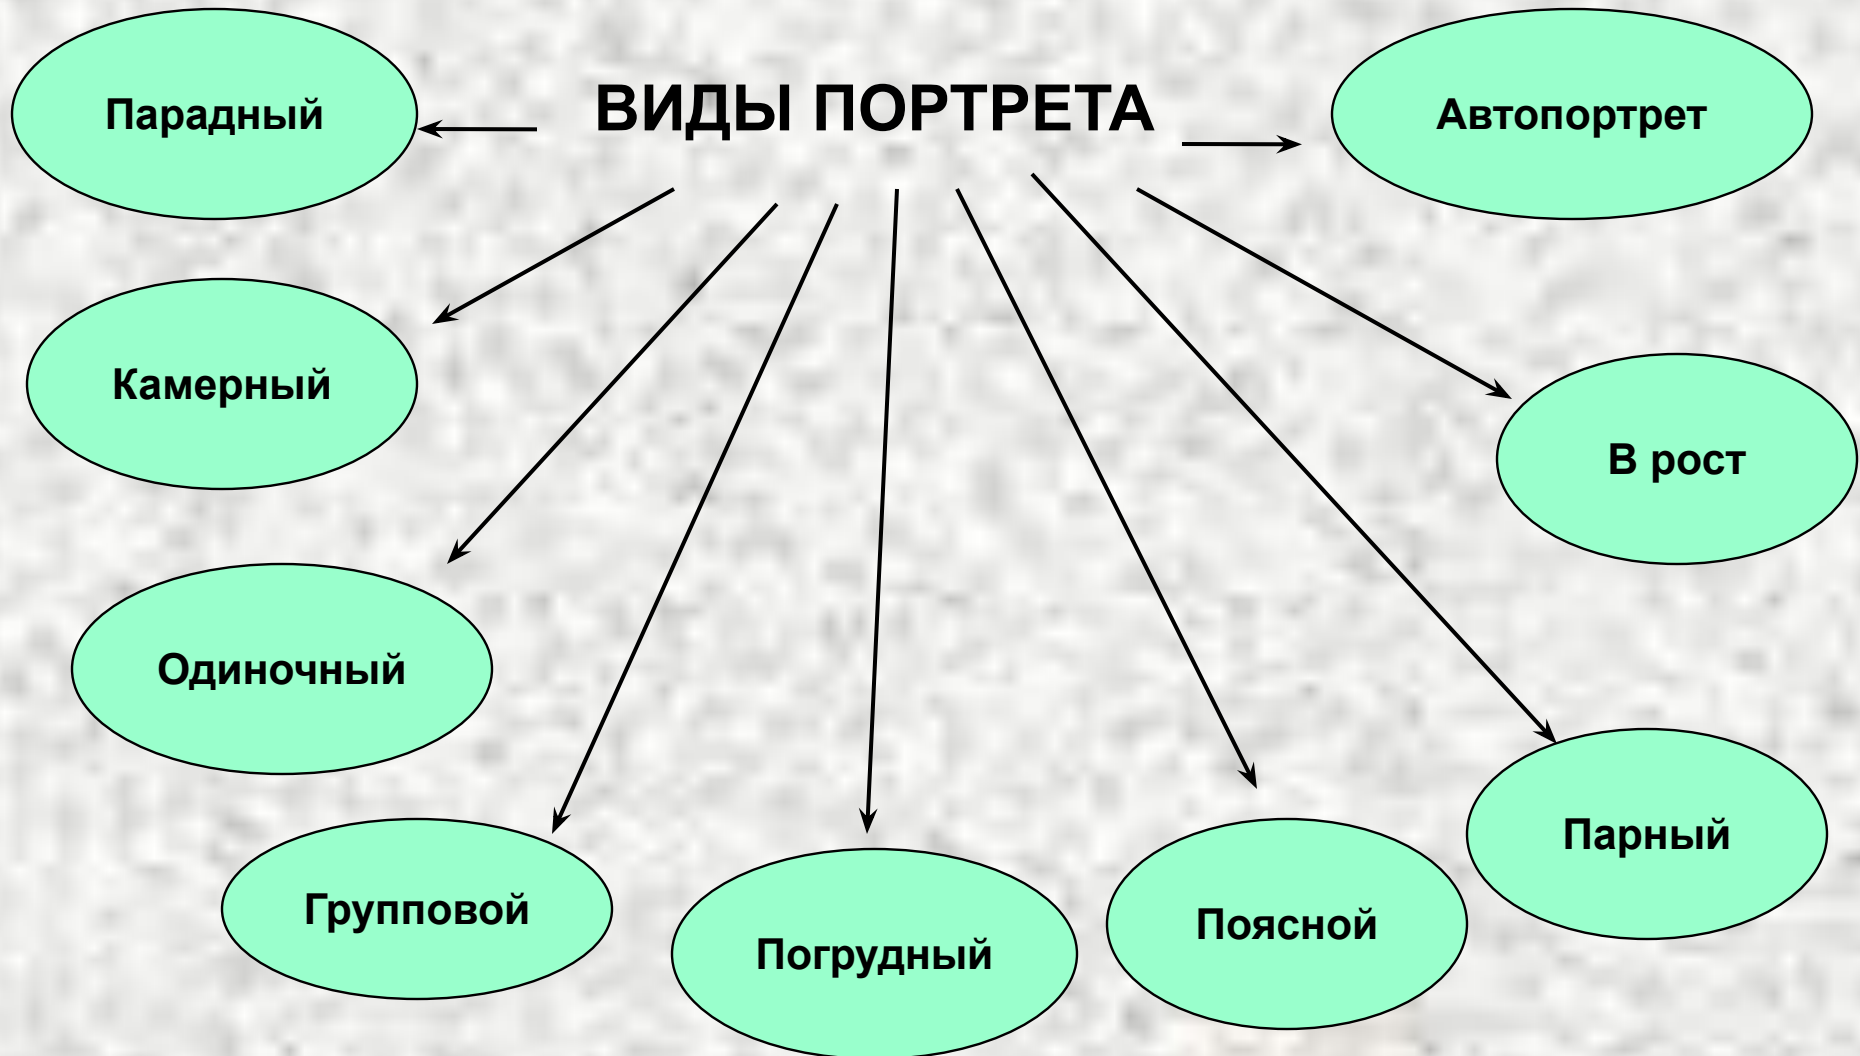 ВИДЫ ПОРТРЕТА
Парадный
Автопортрет
Камерный
В рост
Одиночный
Парный
Групповой
Поясной
Погрудный